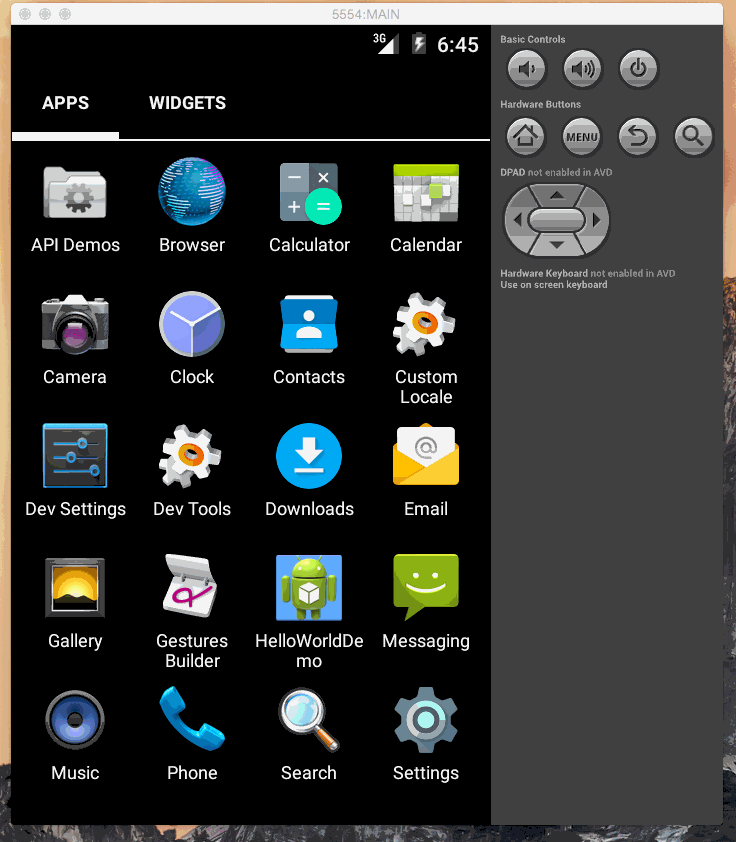 5554:MAIN
3G 6:45
APPS WIDGETS
API Demos Browser Calculator Calendar
Camera Clock Contacts Custom
Locale
Dev Settings Dev Tools Downloads Email
@
Gallery Gestures HelloWorldDe Messaging
Builder mo
Music Phone Search Settings
Basic Controls
Hardware Buttons
MENU
DPAD not enabled in AVD
Hardware Keyboard not enabled in AVD
Use on screen keyboard